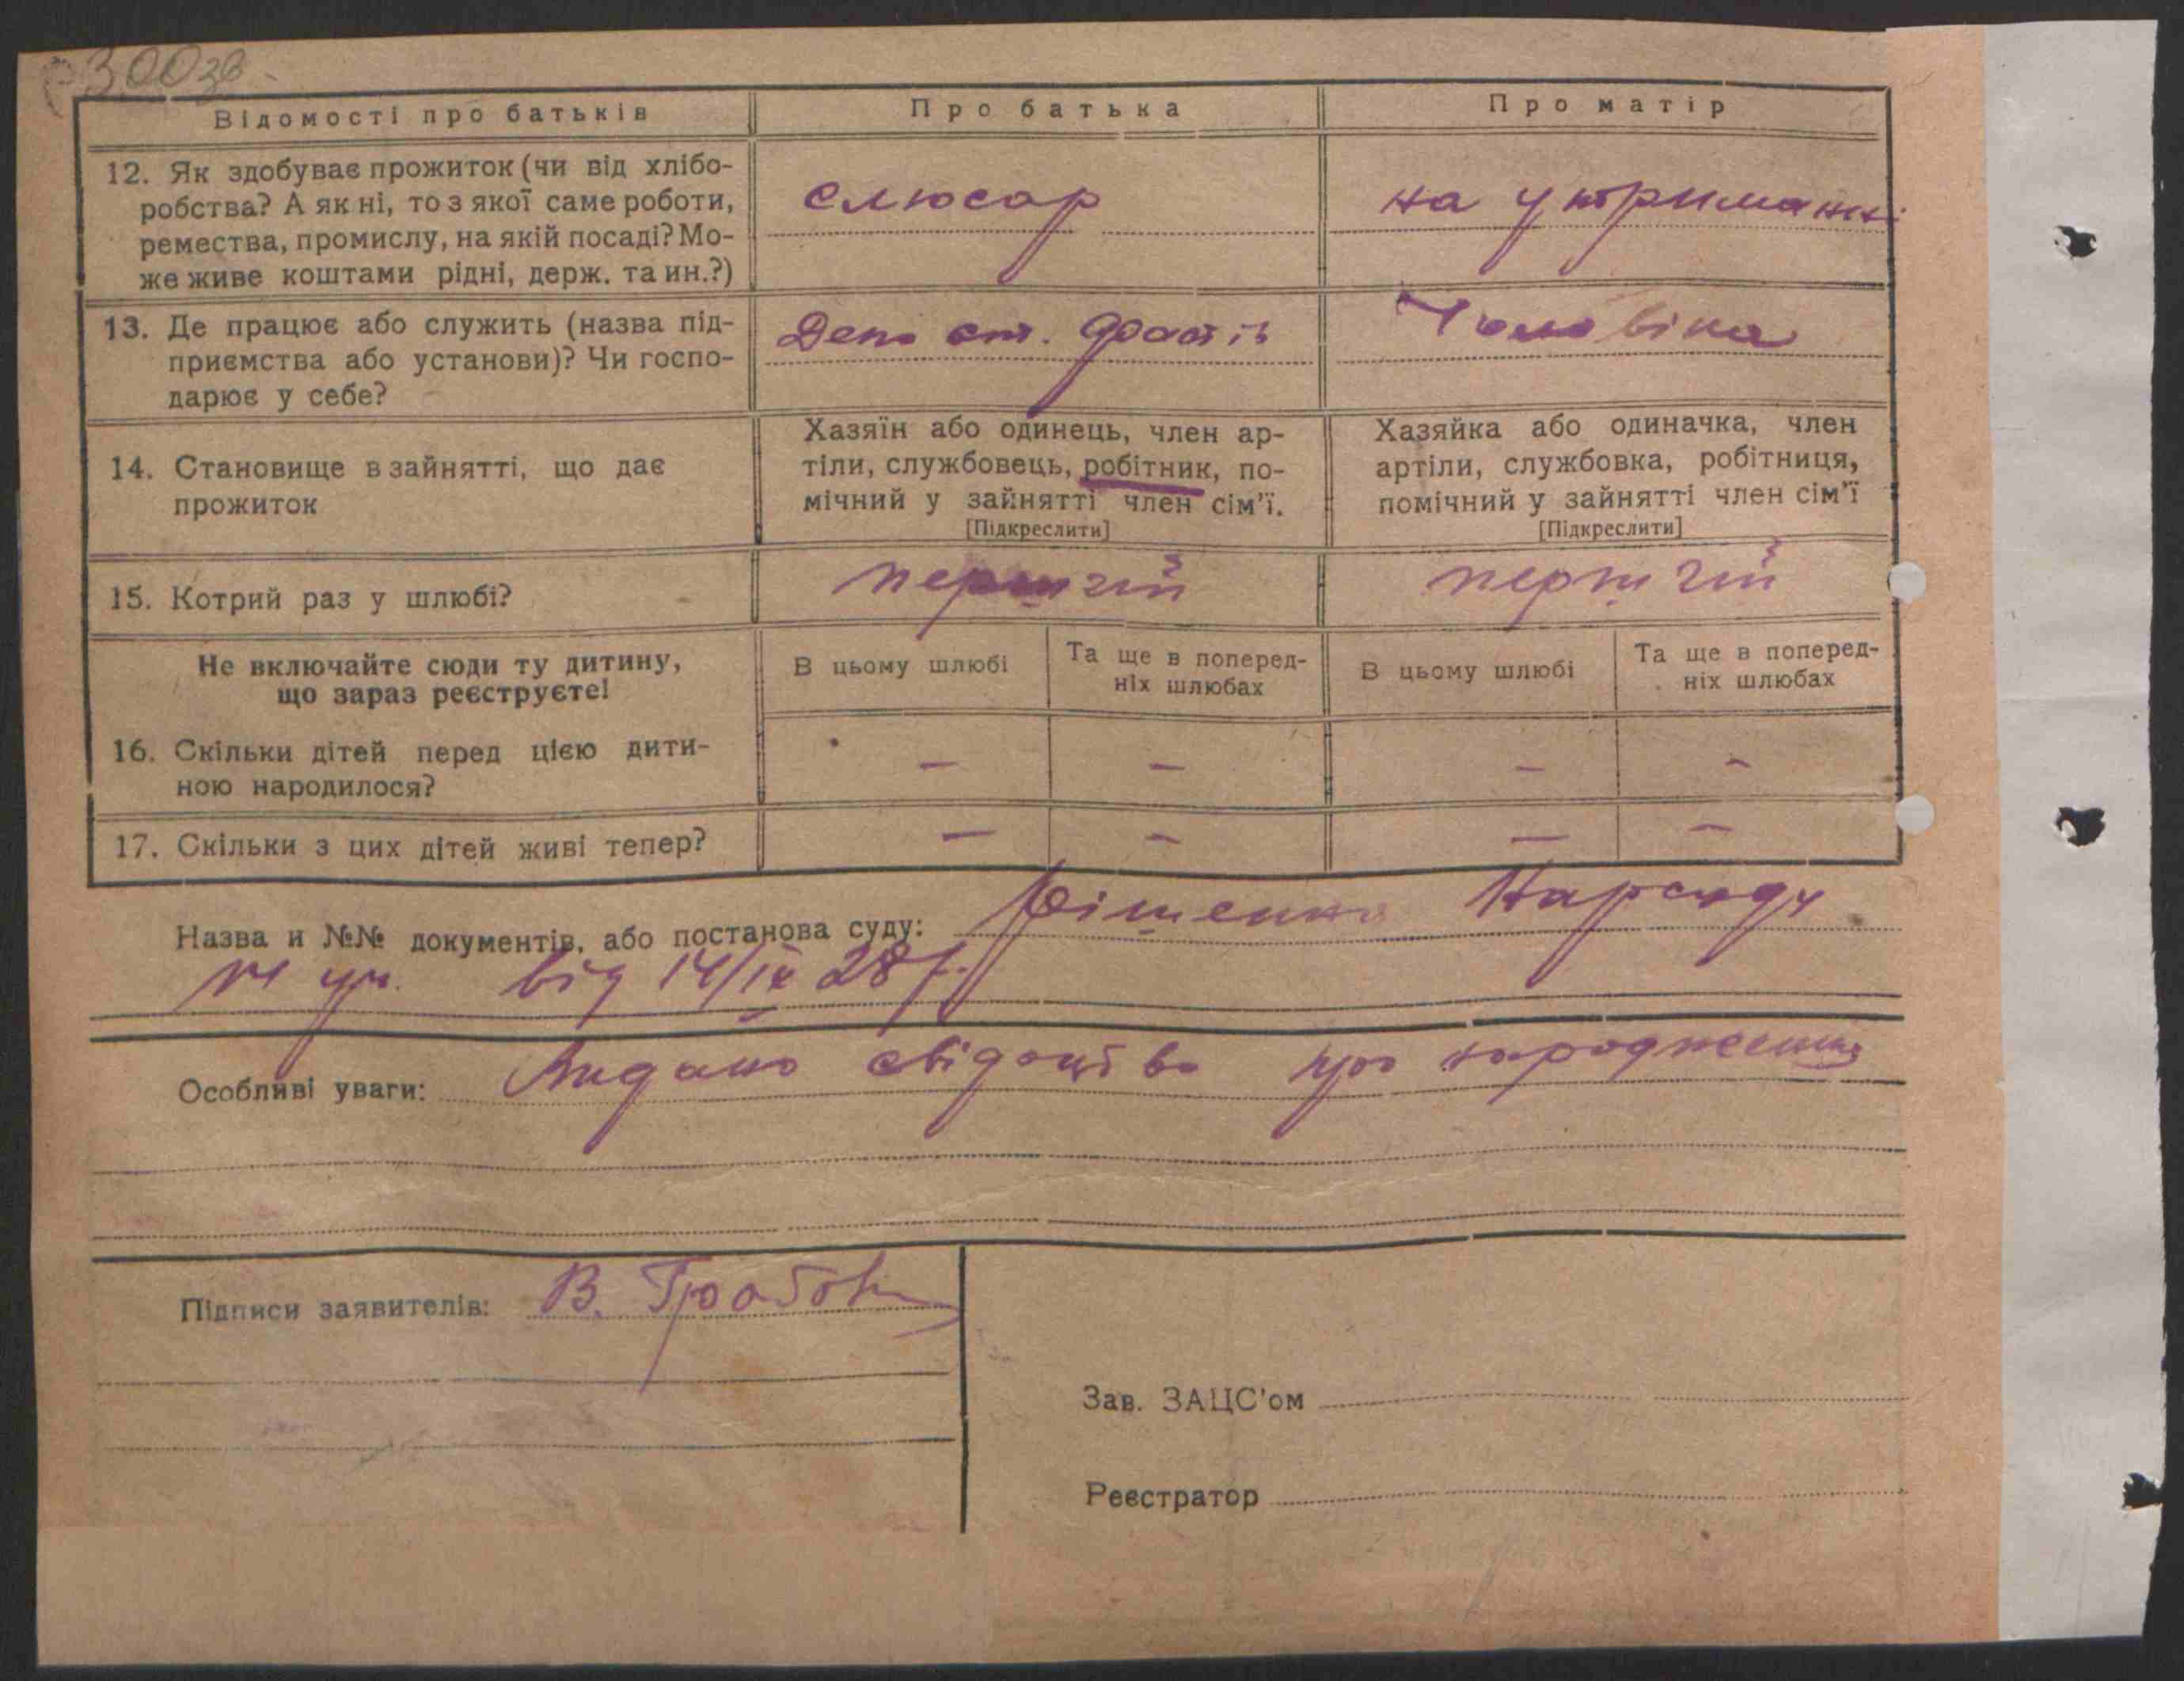 300зв.
Відомості про батьків
Про батька
Про матір
12. Як здобуває прожиток (чи від хлібо-
робства? А як ні, то з якої саме роботи,
ремества, промислу, на якій посаді? Мо-
же живе коштами рідні, держ. та ин.?)
слюсар
на утриманні
13. Де працює або служить (назва під-
приємства або установи)? Чи госпо-
дарює у себе?
Депо ст. Фастів
Чоловіка
14. Становище в зайнятті, що дає
прожиток
Хазяїн або одинець, член ар-
тіли, службовець, робітник, по-
мічний у зайнятті член сім'ї.
[Підкреслити]
Хазяйка або одиначка, член
артіли, службовка, робітниця,
помічний у зайнятті член сім'ї
[Підкреслити]
15. Котрий раз у шлюбі?
перший
перший
Не включайте сюди ту дитину,
що зараз реєструєте!
В цьому шлюбі
Та ще в поперед-
ніх шлюбах
В цьому шлюбі
Та ще в поперед-
ніх шлюбах
16. Скільки дітей перед цією дити-
ною народилося?
— — — —
17. Скільки з цих дітей живі тепер?
— — — —
Назва и №№ документів, або постанова суду: Рішення Нарсуду
від 14/IX 28 р.
Особливі уваги: Видано свідоцтво про народження
Підписи заявителів: В.
Зав. ЗАЦС'ом
Реєстратор